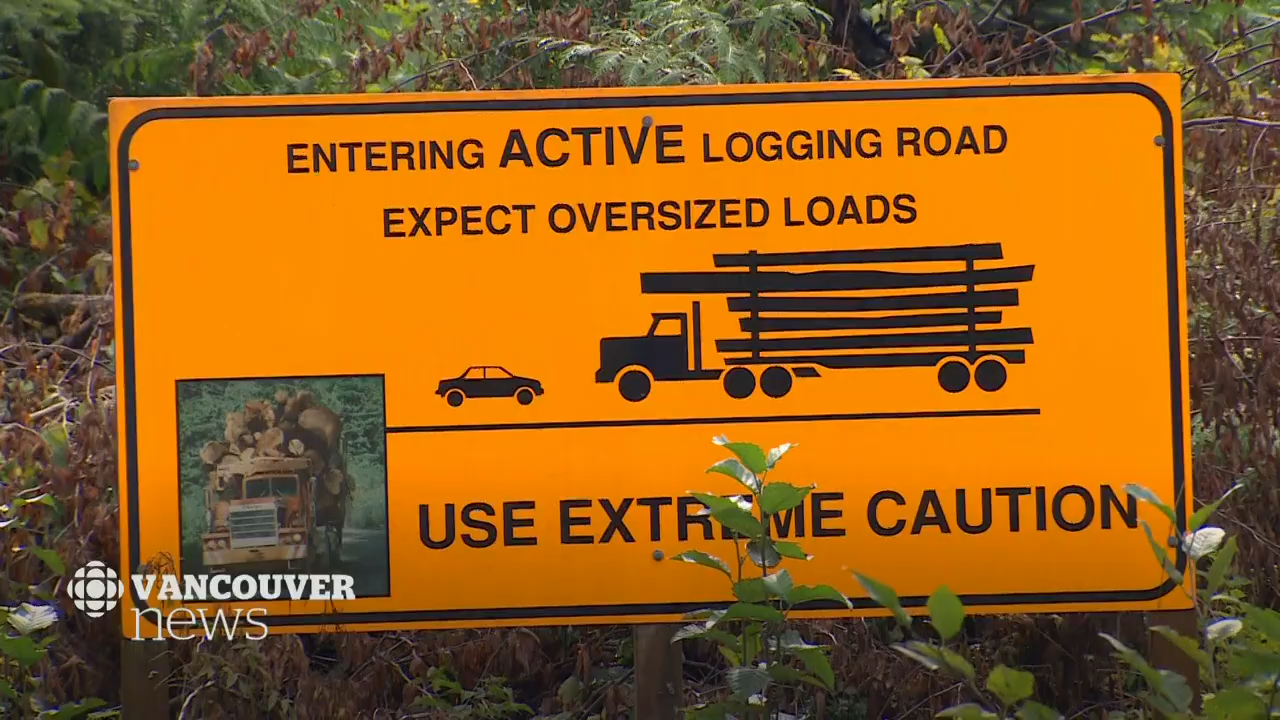 ENTERING ACTIVE LOGGING ROAD
EXPECT OVERSIZED LOADS
USE EXTREME CAUTION
VANCOUVER
news